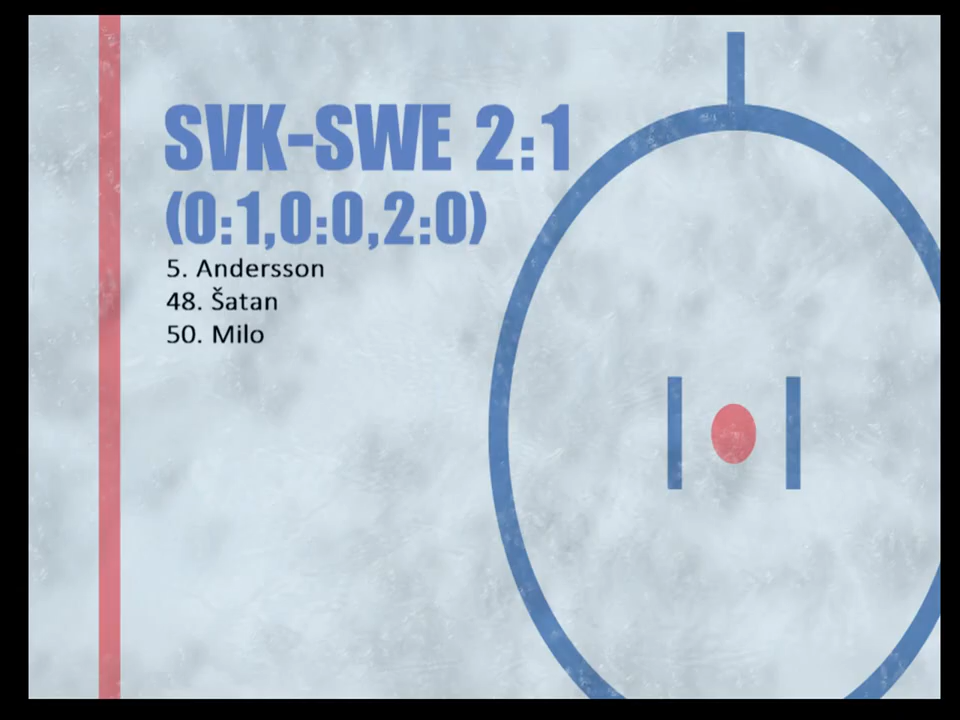 SVK-SWE 2:1
(0:1,0:0,2:0)
5. Andersson
48. Šatan
50. Milo